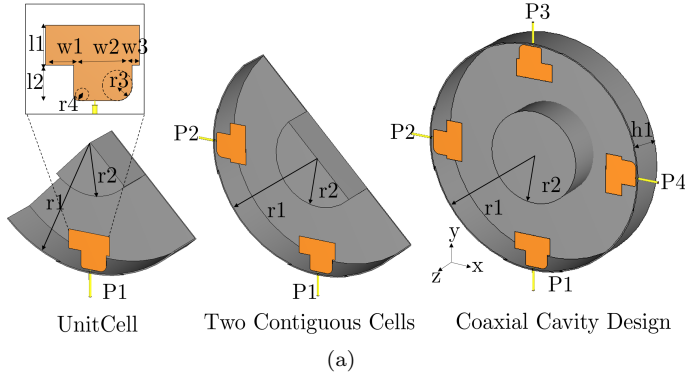 l1
w1
w2
w3
l2
r3
r4
r1
r2
P1
UnitCell
P2
r1
r2
P1
Two Contiguous Cells
P3
P2
h1
r1
r2
P4
y
x
z
P1
Coaxial Cavity Design
(a)